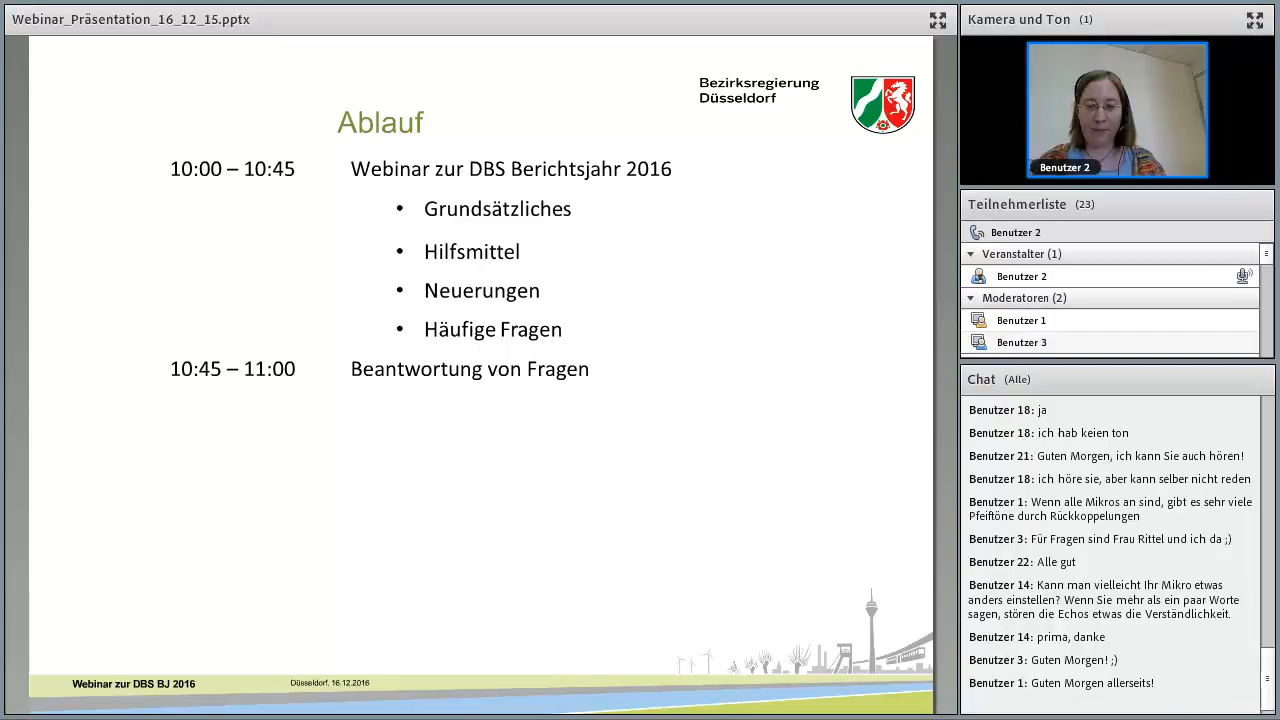 Webinar_Präsentation_16_12_15.pptx
Bezirksregierung
Düsseldorf
Ablauf
10:00 – 10:45 Webinar zur DBS Berichtsjahr 2016
• Grundsätzliches
• Hilfsmittel
• Neuerungen
• Häufige Fragen
10:45 – 11:00 Beantwortung von Fragen
Webinar zur DBS BJ 2016 Düsseldorf, 16.12.2016
Kamera und Ton (1)
Benutzer 2
Teilnehmerliste (23)
Benutzer 2
Veranstalter (1)
Benutzer 2
Moderatoren (2)
Benutzer 1
Benutzer 3
Chat (Alle)
Benutzer 18: ja
Benutzer 18: ich hab keien ton
Benutzer 21: Guten Morgen, ich kann Sie auch hören!
Benutzer 18: ich höre sie, aber kann selber nicht reden
Benutzer 1: Wenn alle Mikros an sind, gibt es sehr viele
Pfeiftöne durch Rückkoppelungen
Benutzer 3: Für Fragen sind Frau Rittel und ich da ;)
Benutzer 22: Alle gut
Benutzer 14: Kann man vielleicht Ihr Mikro etwas
anders einstellen? Wenn Sie mehr als ein paar Worte
sagen, stören die Echos etwas die Verständlichkeit.
Benutzer 14: prima, danke
Benutzer 3: Guten Morgen! ;)
Benutzer 1: Guten Morgen allerseits!